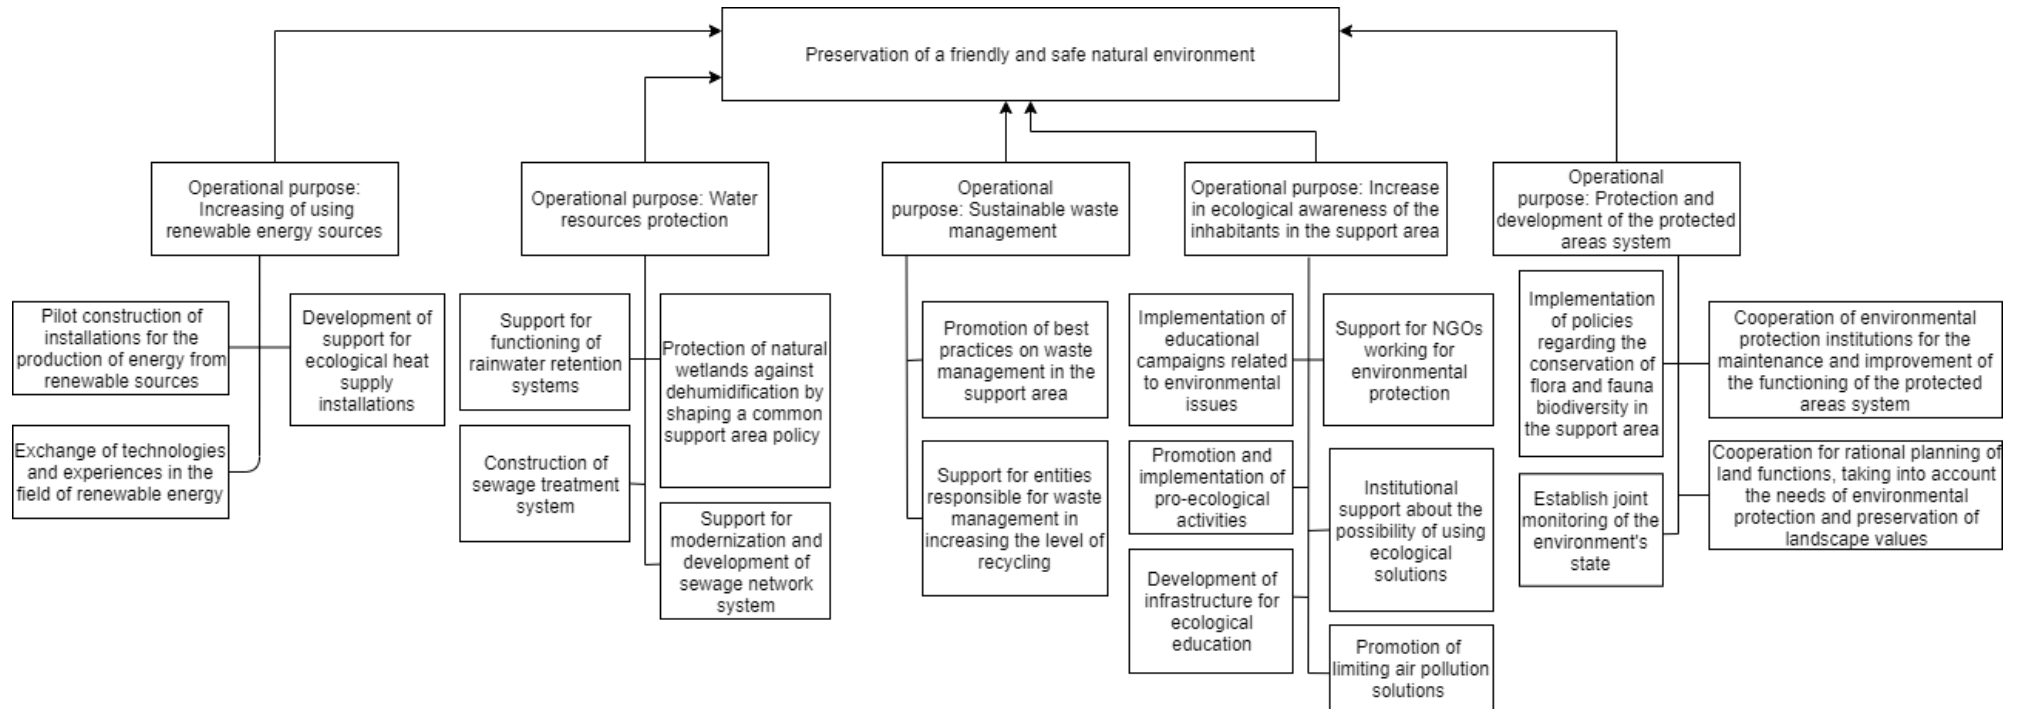 Preservation of a friendly and safe natural environment
Operational purpose:
Increasing of using
renewable energy sources
Operational purpose: Water
resources protection
Operational
purpose: Sustainable waste
management
Operational purpose: Increase
in ecological awareness of the
inhabitants in the support area
Operational
purpose: Protection and
development of the protected
areas system
Pilot construction of
installations for the
production of energy from
renewable sources
Development of
support for
ecological heat
supply
installations
Exchange of technologies
and experiences in the
field of renewable energy
Support for
functioning of
rainwater retention
systems
Protection of natural
wetlands against
dehumidification by
shaping a common
support area policy
Construction of
sewage treatment
system
Support for
modernization and
development of
sewage network
system
Promotion of best
practices on waste
management in the
support area
Support for entities
responsible for waste
management in
increasing the level of
recycling
Implementation of
educational
campaigns related
to environmental
issues
Support for NGOs
working for
environmental
protection
Promotion and
implementation of
pro-ecological
activities
Institutional
support about the
possibility of using
ecological
solutions
Development of
infrastructure for
ecological
education
Promotion of
limiting air pollution
solutions
Implementation
of policies
regarding the
conservation of
flora and fauna
biodiversity in
the support area
Cooperation of environmental
protection institutions for the
maintenance and improvement of
the functioning of the protected
areas system
Establish joint
monitoring of the
environment's
state
Cooperation for rational planning of
land functions, taking into account
the needs of environmental
protection and preservation of
landscape values